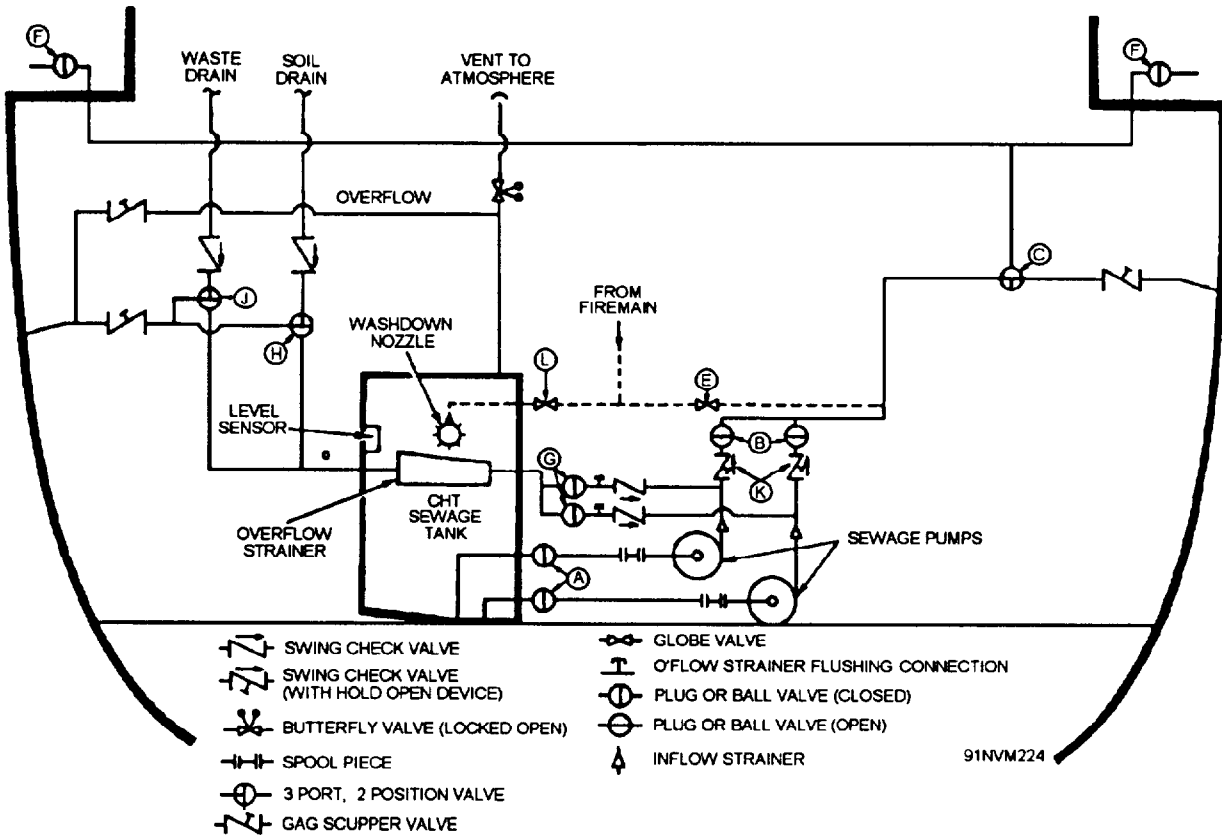 F
F
WASTE
DRAIN
SOIL
DRAIN
VENT TO
ATMOSPHERE
OVERFLOW
C
J
FROM
FIREMAIN
WASHDOWN
NOZZLE
H
L
E
LEVEL
SENSOR
B
G
K
CHT
SEWAGE
TANK
OVERFLOW
STRAINER
SEWAGE PUMPS
A
SWING CHECK VALVE
SWING CHECK VALVE
(WITH HOLD OPEN DEVICE)
BUTTERFLY VALVE (LOCKED OPEN)
SPOOL PIECE
3 PORT, 2 POSITION VALVE
GAG SCUPPER VALVE
GLOBE VALVE
O'FLOW STRAINER FLUSHING CONNECTION
PLUG OR BALL VALVE (CLOSED)
PLUG OR BALL VALVE (OPEN)
INFLOW STRAINER
91NVM224